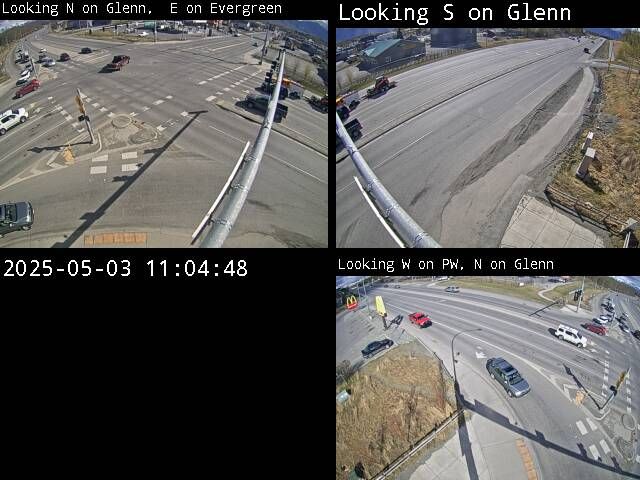 Looking N on Glenn,  E on Evergreen
Looking S on Glenn
2025-05-03 11:04:48
Looking W on PW, N on Glenn